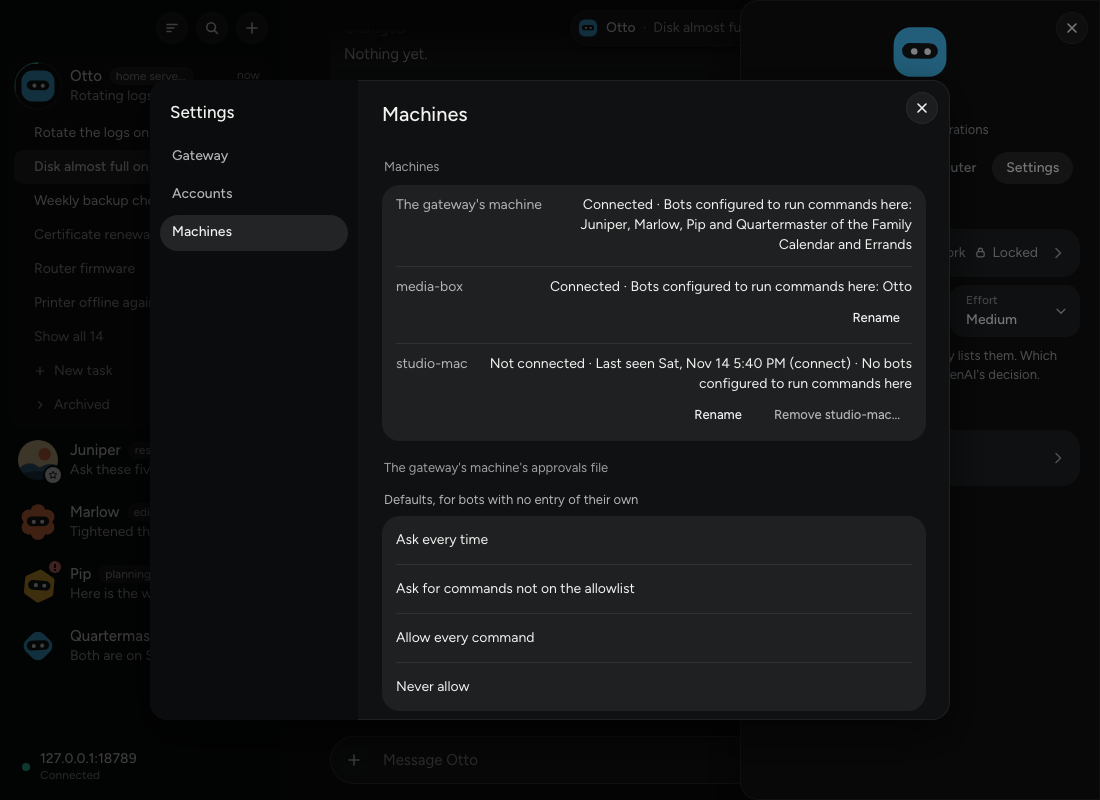 Nothing yet.
Otto · Disk almost fu
Otto home serve... now
Rotating logs
Rotate the logs on
Disk almost full on
Weekly backup che
Certificate renewa
Router firmware
Printer offline again
Show all 14
New task
Archived
Juniper res
Ask these five
Marlow edi
Tightened th
Pip planning
Here is the w
Quartermas
Both are on S
127.0.0.1:18789
Connected
Settings
Gateway
Accounts
Machines
Machines
Machines
The gateway's machine
Connected · Bots configured to run commands here:
Juniper, Marlow, Pip and Quartermaster of the Family
Calendar and Errands
media-box
Connected · Bots configured to run commands here: Otto
Rename
studio-mac
Not connected · Last seen Sat, Nov 14 5:40 PM (connect) · No bots
configured to run commands here
Rename
Remove studio-mac...
The gateway's machine's approvals file
Defaults, for bots with no entry of their own
Ask every time
Ask for commands not on the allowlist
Allow every command
Never allow
Message Otto
rations
uter
Settings
ork Locked
Effort
Medium
y lists them. Which
enAI's decision.